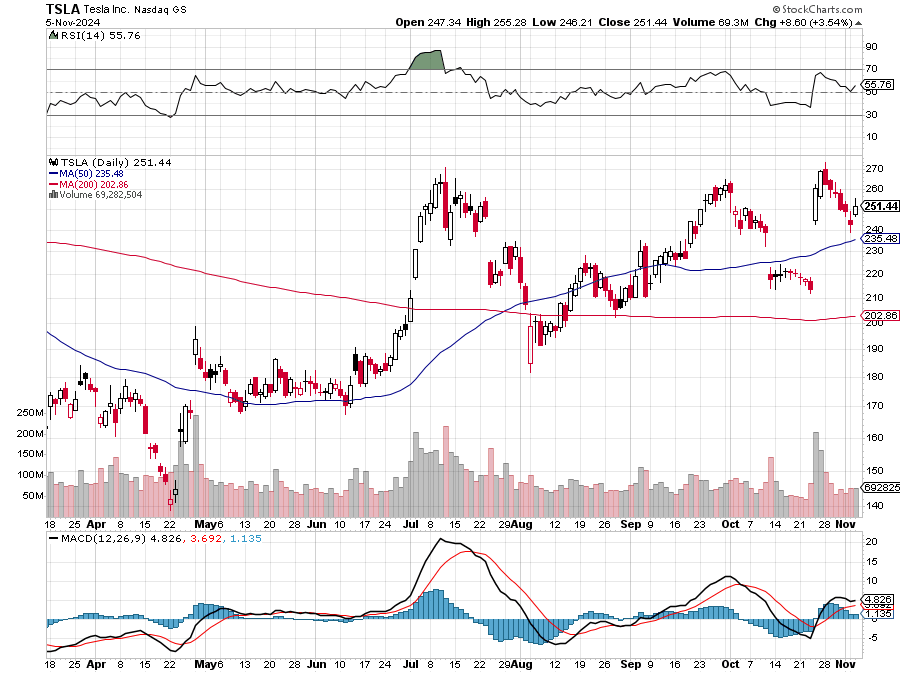 TSLA Tesla Inc. Nasdaq GS
© StockCharts.com
5-Nov-2024
Open 247.34 High 255.28 Low 246.21 Close 251.44 Volume 69.3M Chg +8.60 (+3.54%)
RSI(14) 55.76
90
70
55.76
50
30
10
TSLA (Daily) 251.44
MA(50) 235.48
MA(200) 202.86
Volume 69,282,504
270
260
251.44
240
235.48
230
220
210
202.86
200
190
180
170
160
150
140
250M
200M
150M
100M
50M
692825
18 25 Apr 8 15 22 May 6 13 20 28 Jun 10 17 24 Jul 8 15 22 29 Aug 12 19 26 Sep 9 16 23 Oct 7 14 21 28 Nov
MACD(12,26,9) 4.826, 3.692, 1.135
20
15
10
4.826
3.692
1.135
0
-5
18 25 Apr 8 15 22 May 6 13 20 28 Jun 10 17 24 Jul 8 15 22 29 Aug 12 19 26 Sep 9 16 23 Oct 7 14 21 28 Nov